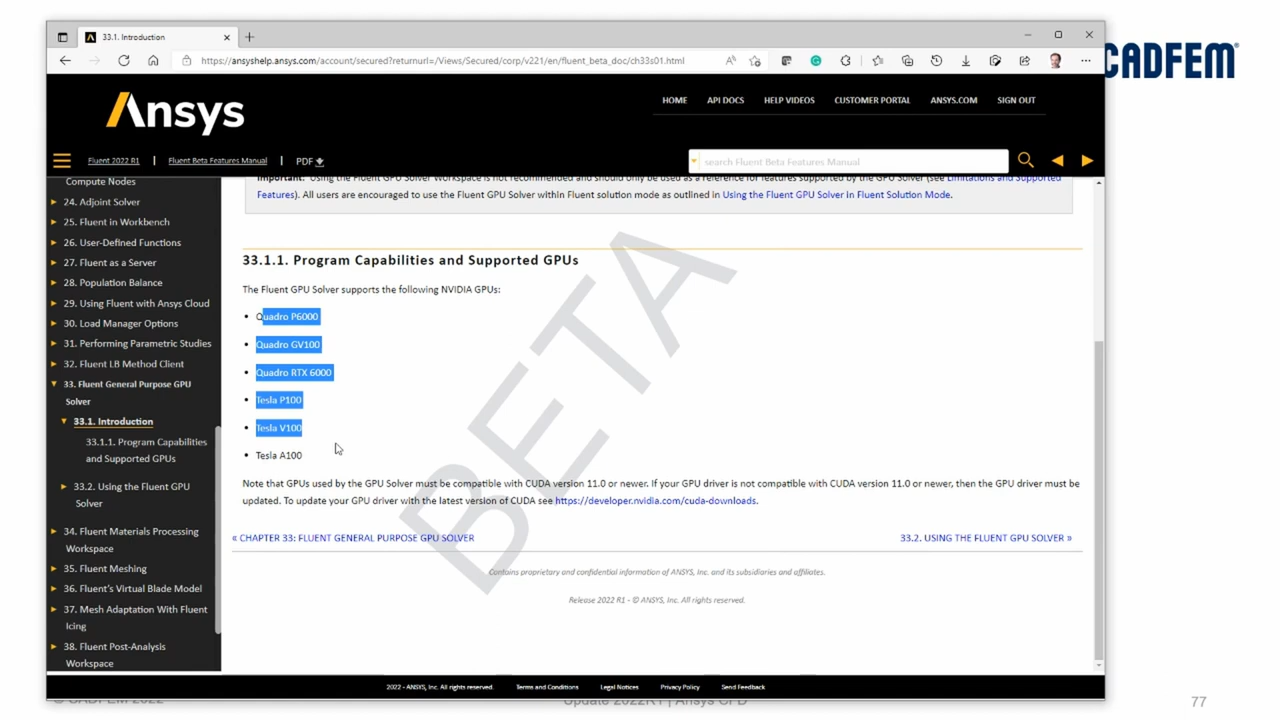 33.1. Introduction
https://ansyshelp.ansys.com/account/secured?returnurl=/Views/Secured/corp/v221/en/fluent_beta_doc/ch33s01.html
CADFEM®
Ansys
HOME
API DOCS
HELP VIDEOS
CUSTOMER PORTAL
ANSYS.COM
SIGN OUT
Fluent 2022 R1 | Fluent Beta Features Manual | PDF
search Fluent Beta Features Manual
Compute Nodes
24. Adjoint Solver
25. Fluent in Workbench
26. User-Defined Functions
27. Fluent as a Server
28. Population Balance
29. Using Fluent with Ansys Cloud
30. Load Manager Options
31. Performing Parametric Studies
32. Fluent LB Method Client
33. Fluent General Purpose GPU
Solver
33.1. Introduction
33.1.1. Program Capabilities
and Supported GPUs
33.2. Using the Fluent GPU
Solver
34. Fluent Materials Processing
Workspace
35. Fluent Meshing
36. Fluent's Virtual Blade Model
37. Mesh Adaptation With Fluent
Icing
38. Fluent Post-Analysis
Workspace
Important: Using the Fluent GPU Solver Workspace is not recommended and should only be used as a reference for features supported by the GPU Solver (see Limitations and Supported
Features). All users are encouraged to use the Fluent GPU Solver within Fluent solution mode as outlined in Using the Fluent GPU Solver in Fluent Solution Mode.
33.1.1. Program Capabilities and Supported GPUs
The Fluent GPU Solver supports the following NVIDIA GPUs:
• Quadro P6000
• Quadro GV100
• Quadro RTX 6000
• Tesla P100
• Tesla V100
• Tesla A100
Note that GPUs used by the GPU Solver must be compatible with CUDA version 11.0 or newer. If your GPU driver is not compatible with CUDA version 11.0 or newer, then the GPU driver must be
updated. To update your GPU driver with the latest version of CUDA see https://developer.nvidia.com/cuda-downloads.
BETA
« CHAPTER 33: FLUENT GENERAL PURPOSE GPU SOLVER
33.2. USING THE FLUENT GPU SOLVER »
Contains proprietary and confidential information of ANSYS, Inc. and its subsidiaries and affiliates.
Release 2022 R1 - © ANSYS, Inc. All rights reserved.
2022 - ANSYS, Inc. All rights reserved.
Terms and Conditions
Legal Notices
Privacy Policy
Send Feedback
© CADFEM 2022
Update 2022R1 | Ansys CFD
77